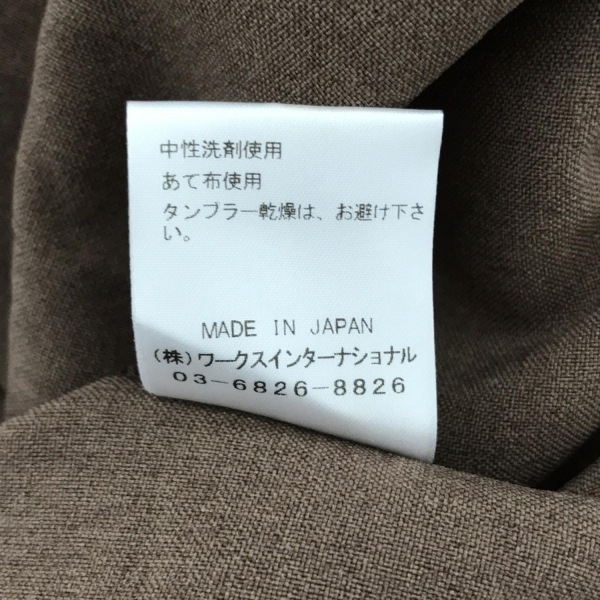 中性洗剤使用
あて布使用
タンブラー乾燥は、お避け下さ
い。
MADE IN JAPAN
(株)ワークスインターナショナル
03-6826-8826